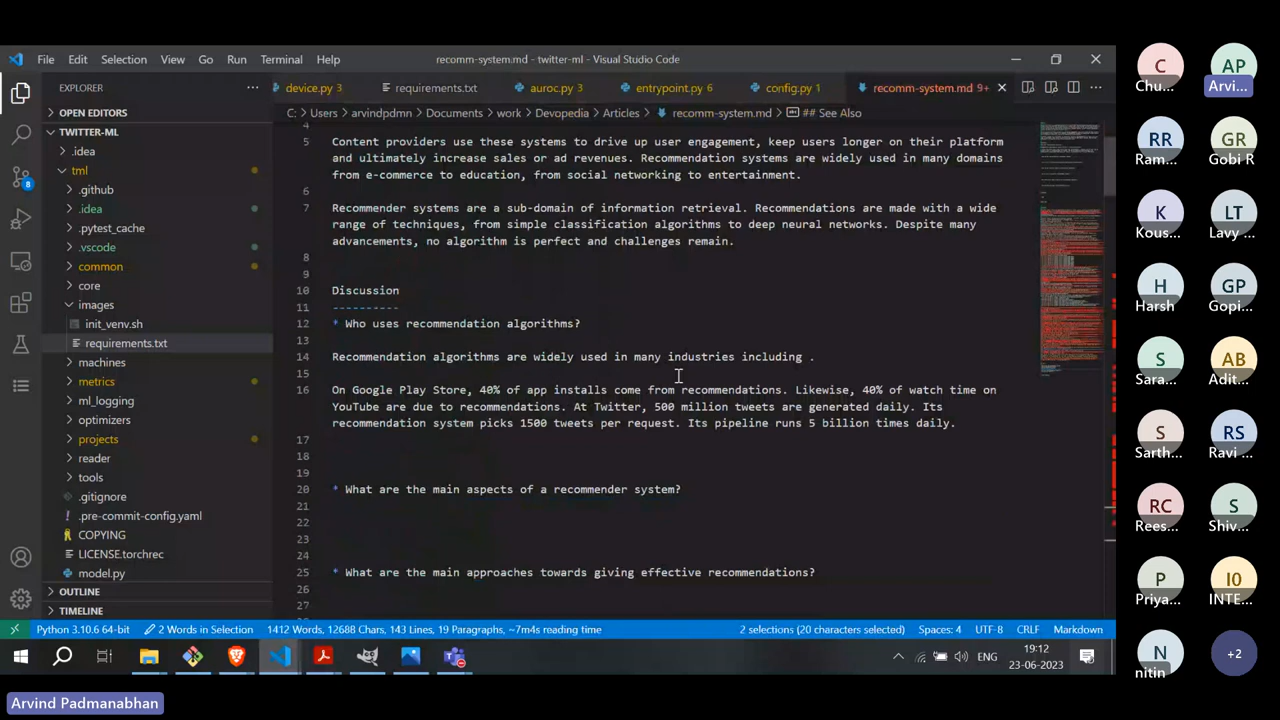 File Edit Selection View Go Run Terminal Help
recomm-system.md - twitter-ml - Visual Studio Code
EXPLORER
device.py 3 requirements.txt auroc.py 3 entrypoint.py 6 config.py 1 recomm-system.md 9+
OPEN EDITORS
C: > Users > arvindpdmn > Documents > work > Devopedia > Articles > recomm-system.md > ## See Also
TWITTER-ML
.idea
tml
.github
.idea
.pytest_cache
.vscode
common
core
images
init_venv.sh
requirements.txt
machines
metrics
ml_logging
optimizers
projects
reader
tools
.gitignore
.pre-commit-config.yaml
COPYING
LICENSE.torchrec
model.py
OUTLINE
TIMELINE
4
5 Content providers use these systems to drive up user engagement, keep users longer on their platform
and ultimately increase sales or ad revenues. Recommendation systems are widely used in many domains
from e-commerce to education, from social networking to entertainment.
6
7 Recommender systems are a sub-domain of information retrieval. Recommendations are made with a wide
range of techniques, from simple classification algorithms to deep neural networks. Despite many
advancements, no algorithm is perfect and challenges remain.
8
9
10 Discussion
11 ----------
12 * Who uses recommendation algorithms?
13
14 Recommendation algorithms are widely used in many industries including .
15
16 On Google Play Store, 40% of app installs come from recommendations. Likewise, 40% of watch time on
YouTube are due to recommendations. At Twitter, 500 million tweets are generated daily. Its
recommendation system picks 1500 tweets per request. Its pipeline runs 5 billion times daily.
17
18
19
20 * What are the main aspects of a recommender system?
21
22
23
24
25 * What are the main approaches towards giving effective recommendations?
26
27
8
Python 3.10.6 64-bit 2 Words in Selection 1412 Words, 12688 Chars, 143 Lines, 19 Paragraphs, ~7m4s reading time 2 selections (20 characters selected) Spaces: 4 UTF-8 CRLF Markdown
ENG
19:12
23-06-2023
C AP
Chu... Arvi...
RR GR
Ram... Gobi R
K LT
Kous... Lavy ...
H GP
Harsh Gopi...
S AB
Sara... Adit...
S RS
Sarth... Ravi ...
RC S
Rees... Shiv...
P I0
Priya... INTE...
N +2
nitin
Arvind Padmanabhan